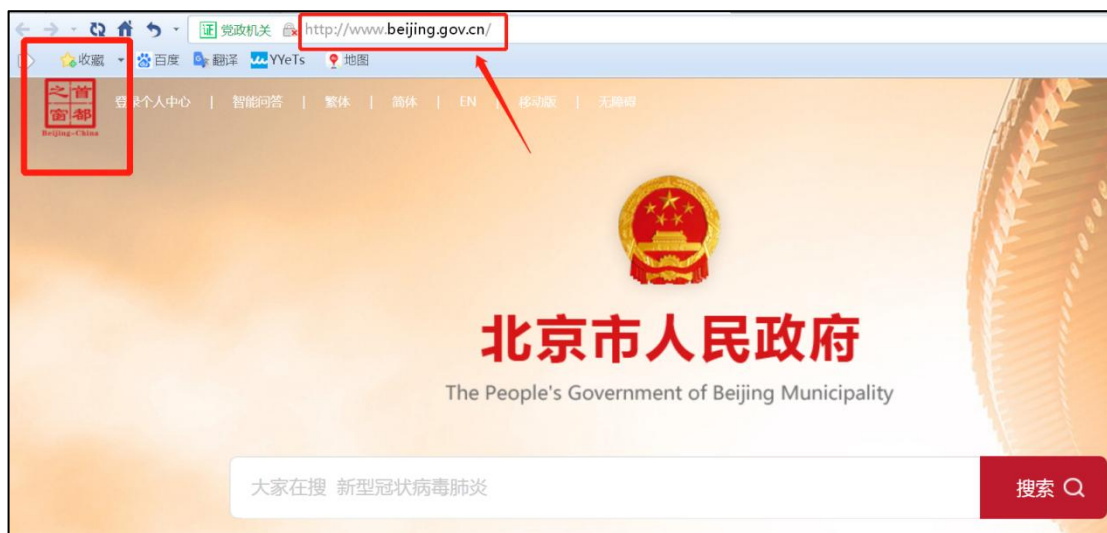 证 党政机关 http://www.beijing.gov.cn/
收藏 百度 翻译 YYeTs 地图
首都之窗
Beijing-China
登录个人中心 | 智能问答 | 繁体 | 简体 | EN | 移动版 | 无障碍
北京市人民政府
The People's Government of Beijing Municipality
大家在搜 新型冠状病毒肺炎 搜索